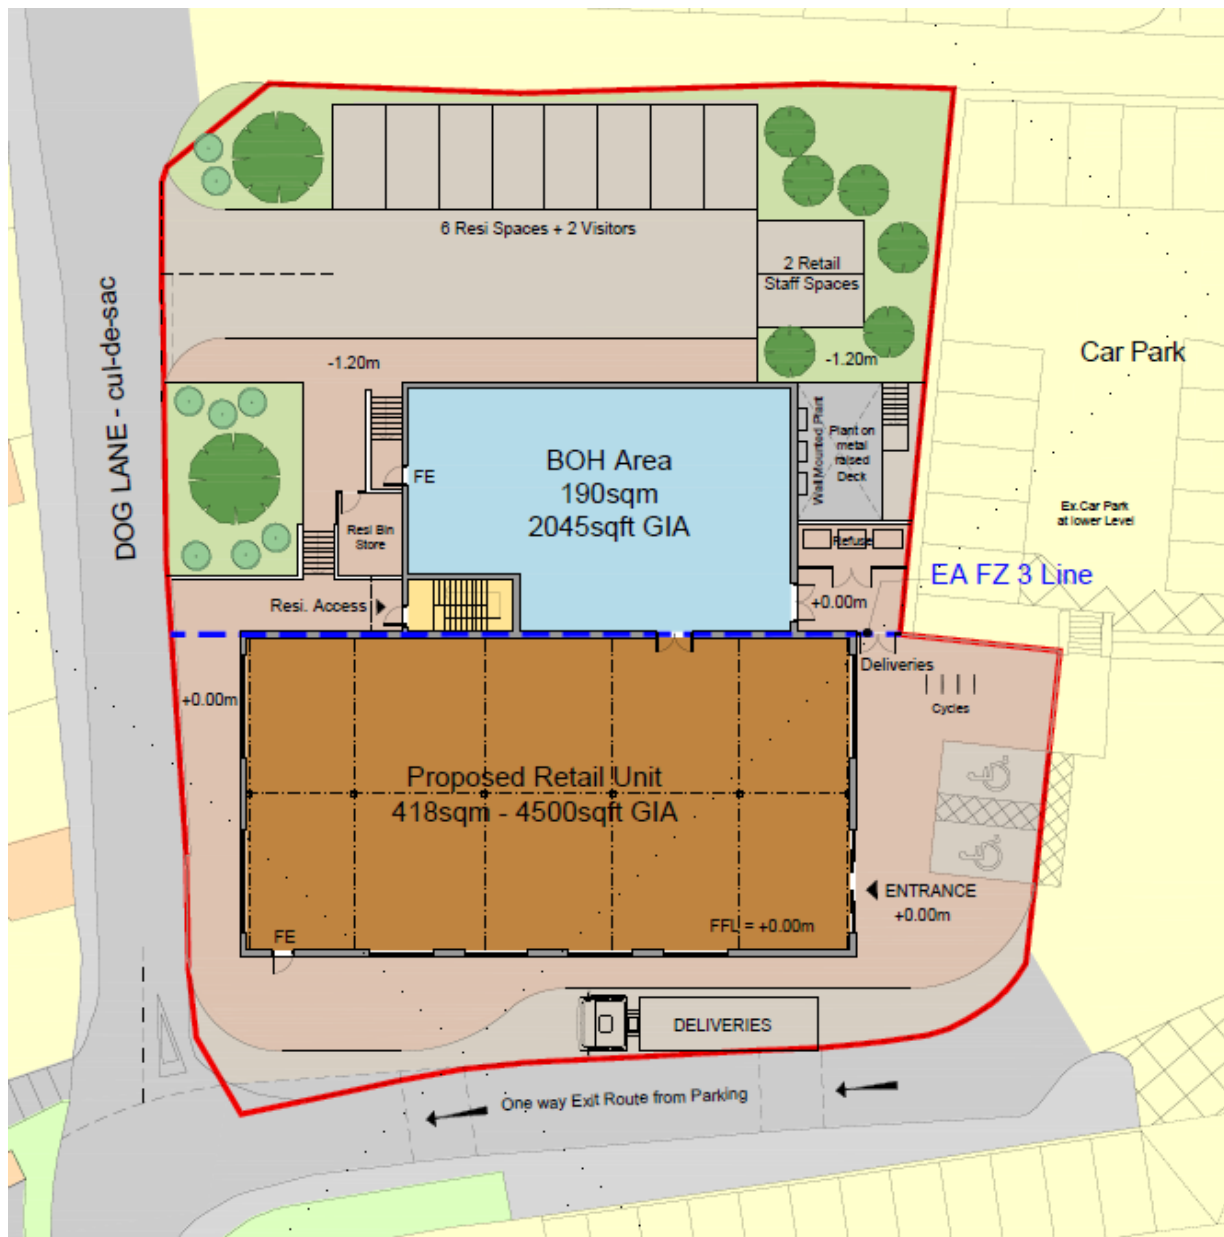 6 Resi Spaces + 2 Visitors
2 Retail
Staff Spaces
DOG LANE - cul-de-sac
-1.20m
-1.20m
Car Park
Wall Mounted Plant
Plant on
metal
raised
Deck
BOH Area
190sqm
2045sqft GIA
FE
Resi Bin
Store
Ex.Car Park
at lower Level
Refuse
EA FZ 3 Line
Resi. Access
+0.00m
Deliveries
+0.00m
Cycles
Proposed Retail Unit
418sqm - 4500sqft GIA
ENTRANCE
+0.00m
FFL = +0.00m
FE
DELIVERIES
One way Exit Route from Parking